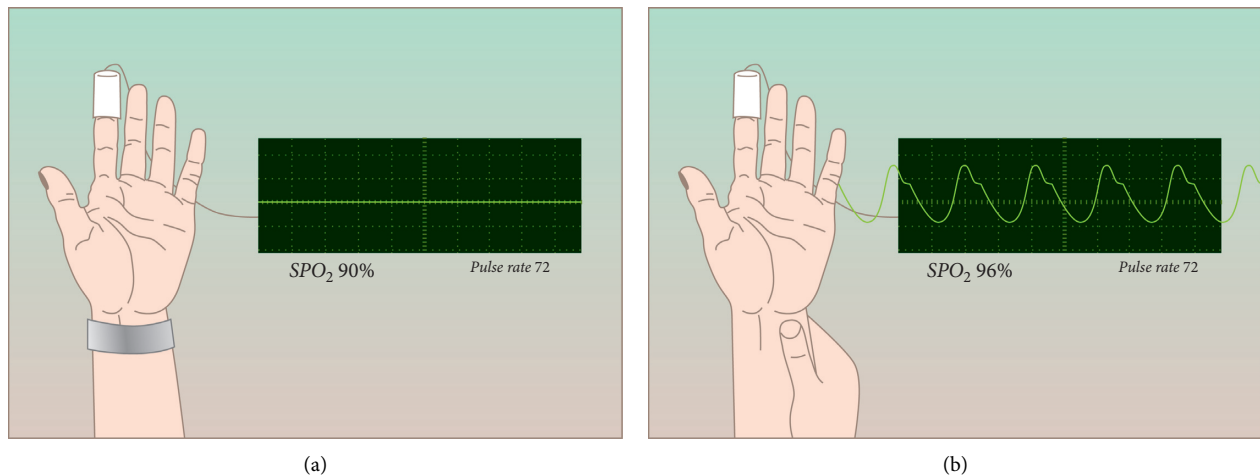 SPO₂ 90%
Pulse rate 72
SPO₂ 96%
Pulse rate 72
(a)
(b)